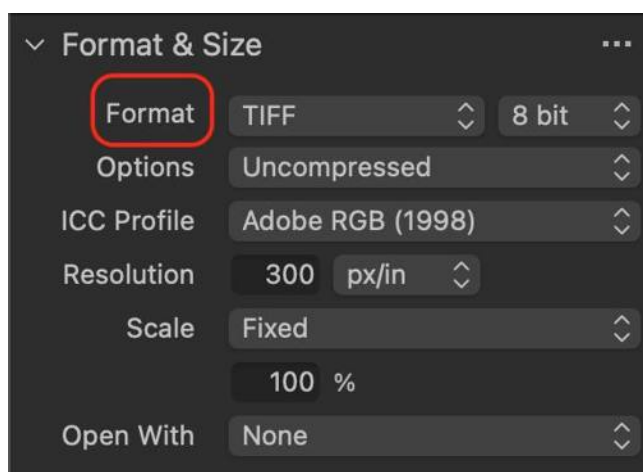 Format & Size
Format TIFF 8 bit
Options Uncompressed
ICC Profile Adobe RGB (1998)
Resolution 300 px/in
Scale Fixed
100 %
Open With None